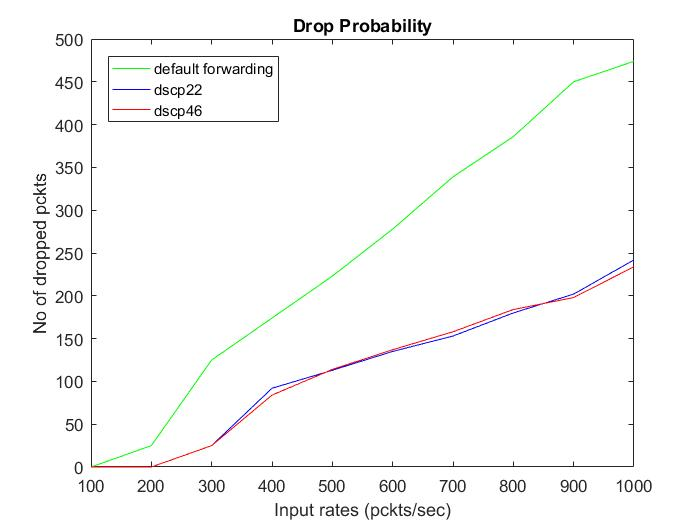 Drop Probability
default forwarding
dscp22
dscp46
No of dropped pckts
500
450
400
350
300
250
200
150
100
50
0
100 200 300 400 500 600 700 800 900 1000
Input rates (pckts/sec)